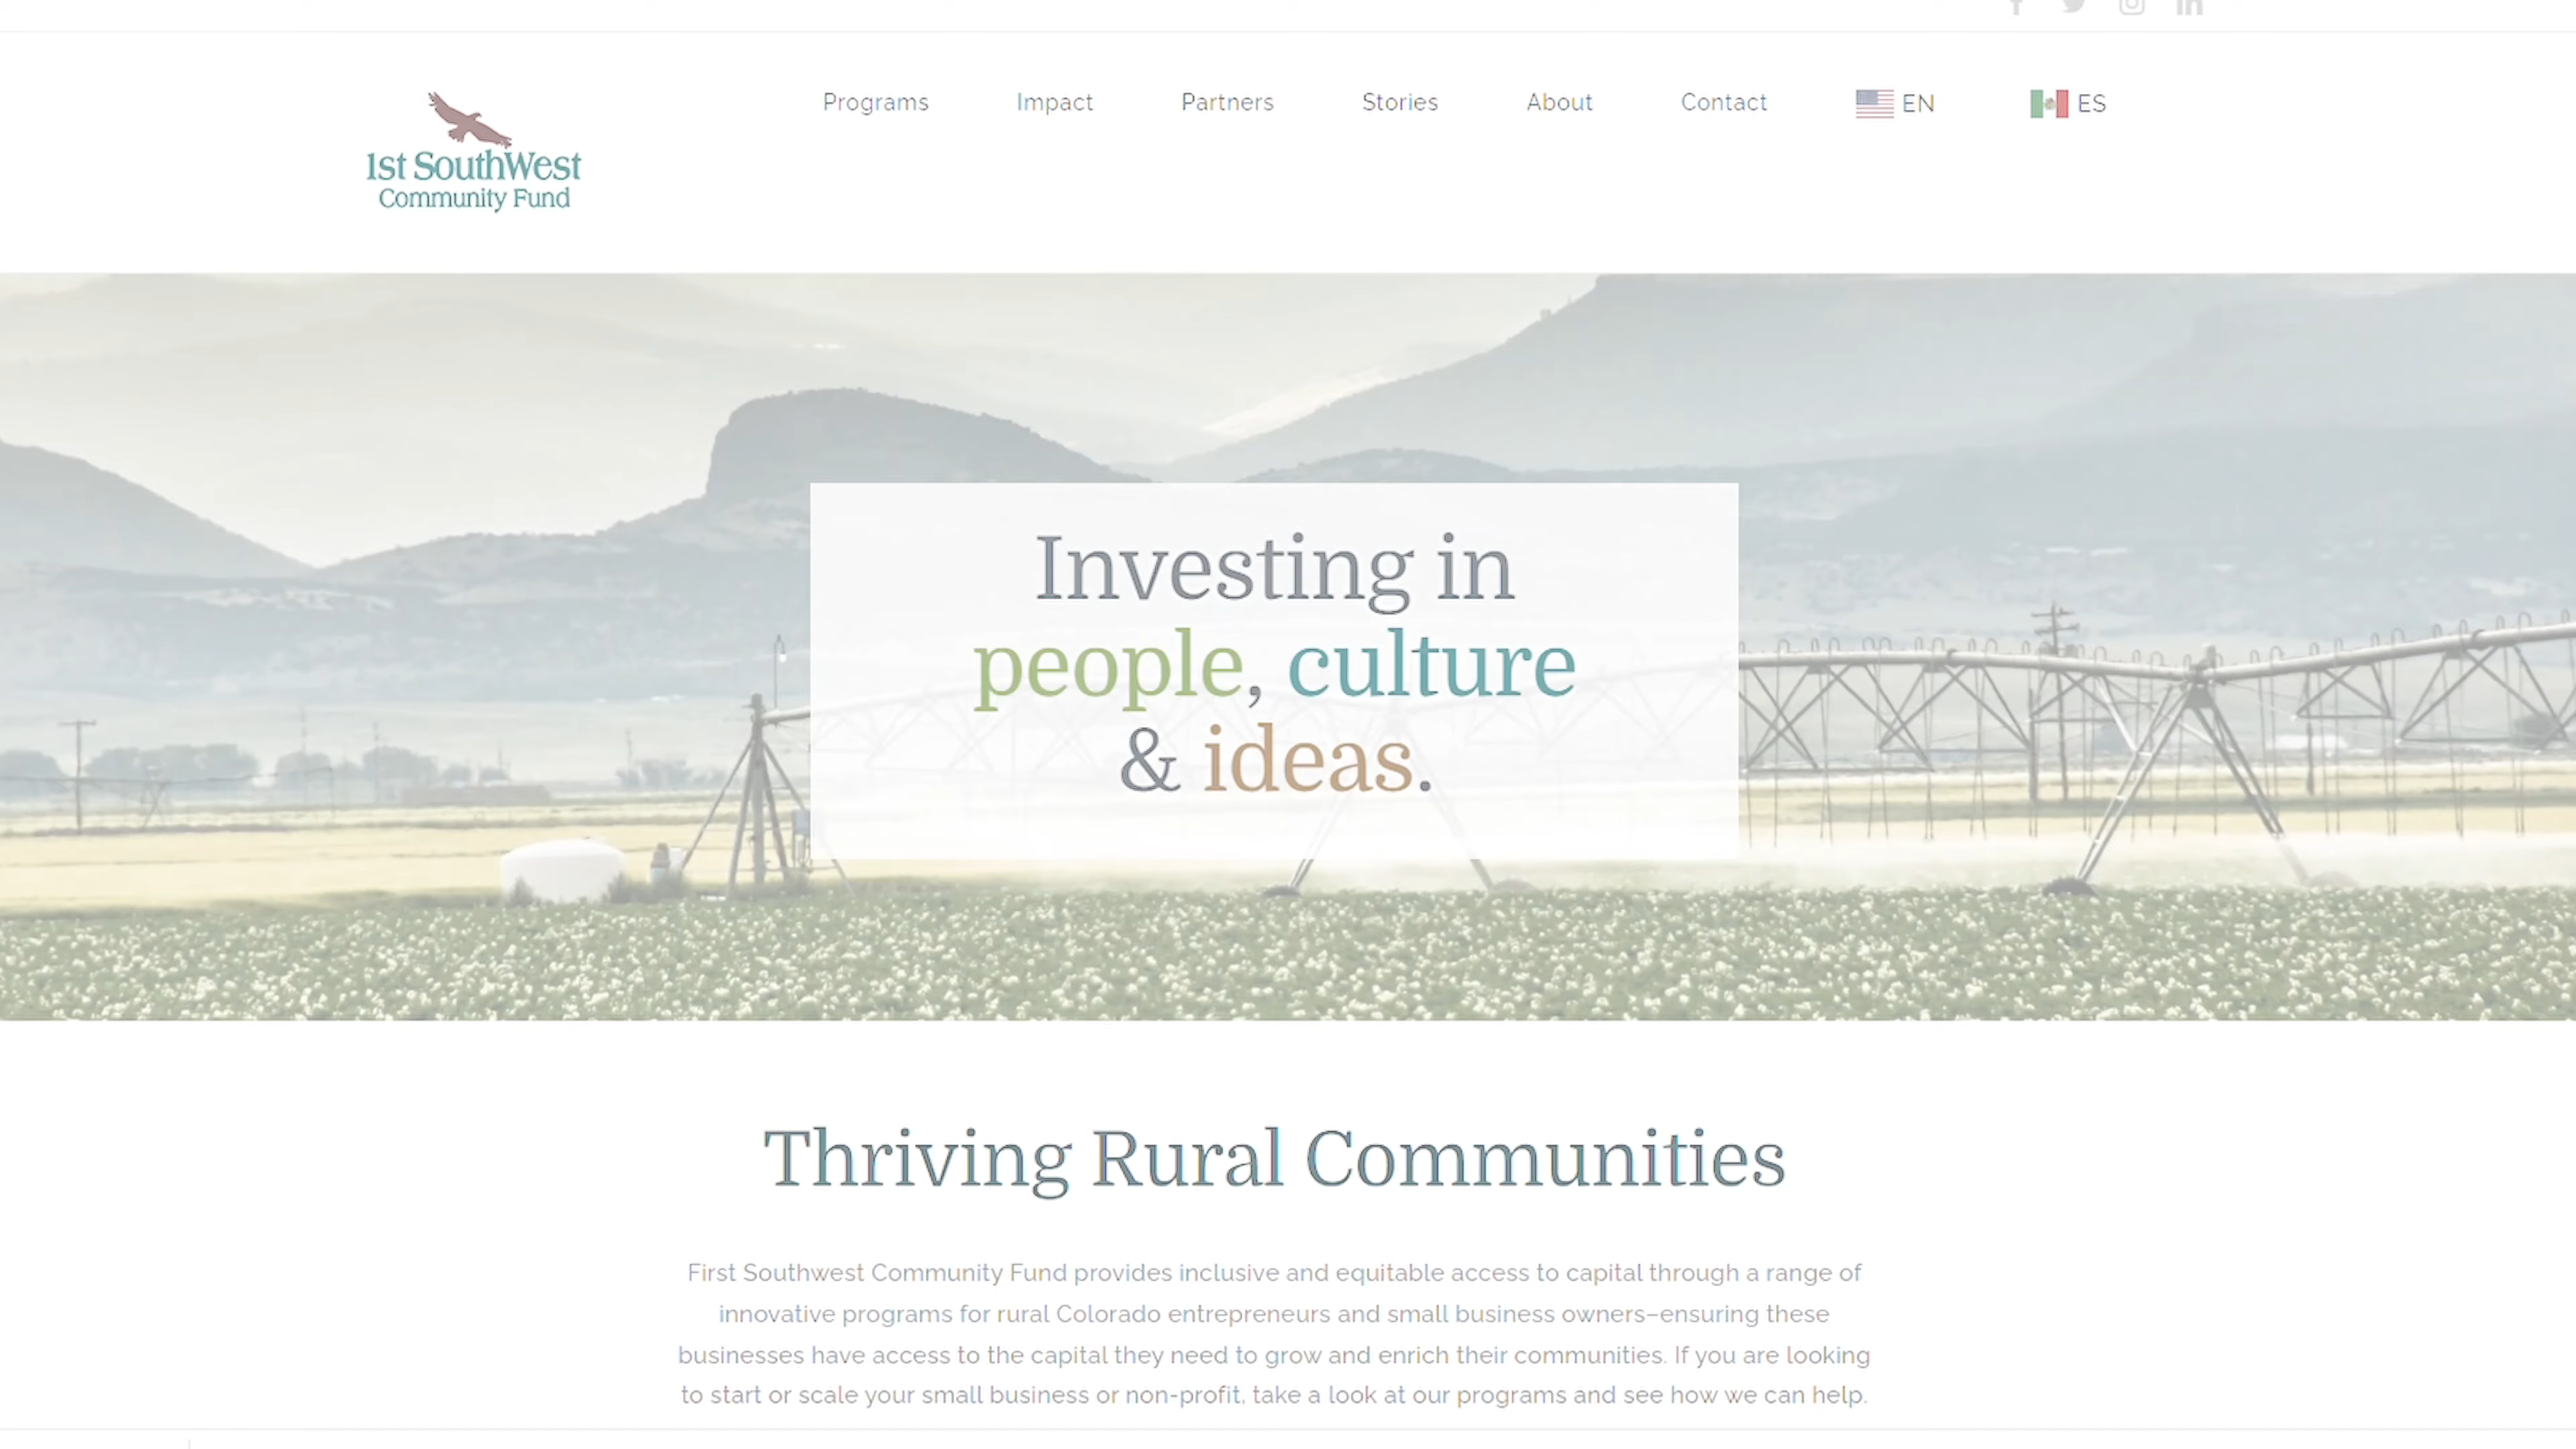 1st SouthWest
Community Fund
Programs Impact Partners Stories About Contact EN ES
Investing in
people, culture
& ideas.
Thriving Rural Communities
First Southwest Community Fund provides inclusive and equitable access to capital through a range of
innovative programs for rural Colorado entrepreneurs and small business owners–ensuring these
businesses have access to the capital they need to grow and enrich their communities. If you are looking
to start or scale your small business or non-profit, take a look at our programs and see how we can help.